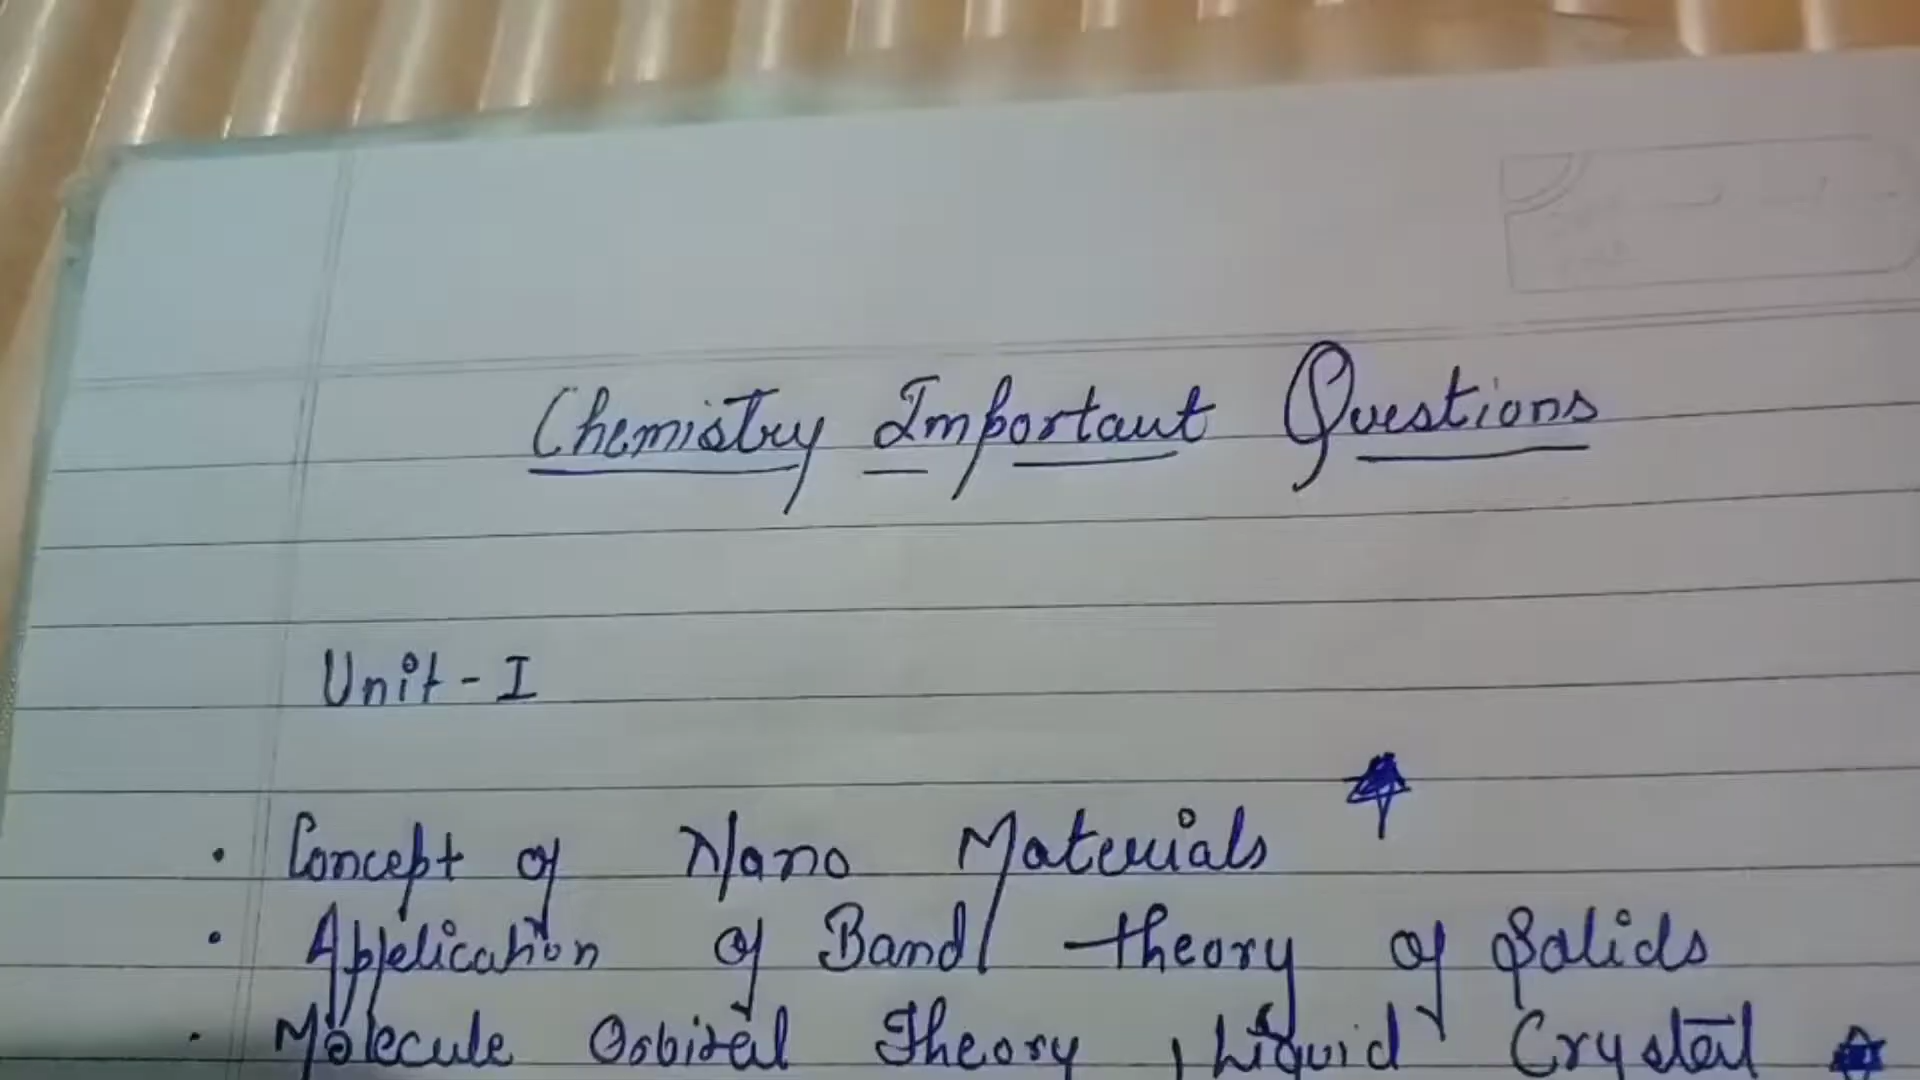 Chemistry Important Questions
Unit - I
· Concept of Nano Materials
· Application of Band theory of Solids
· Molecule Orbital Theory, Liquid Crystal